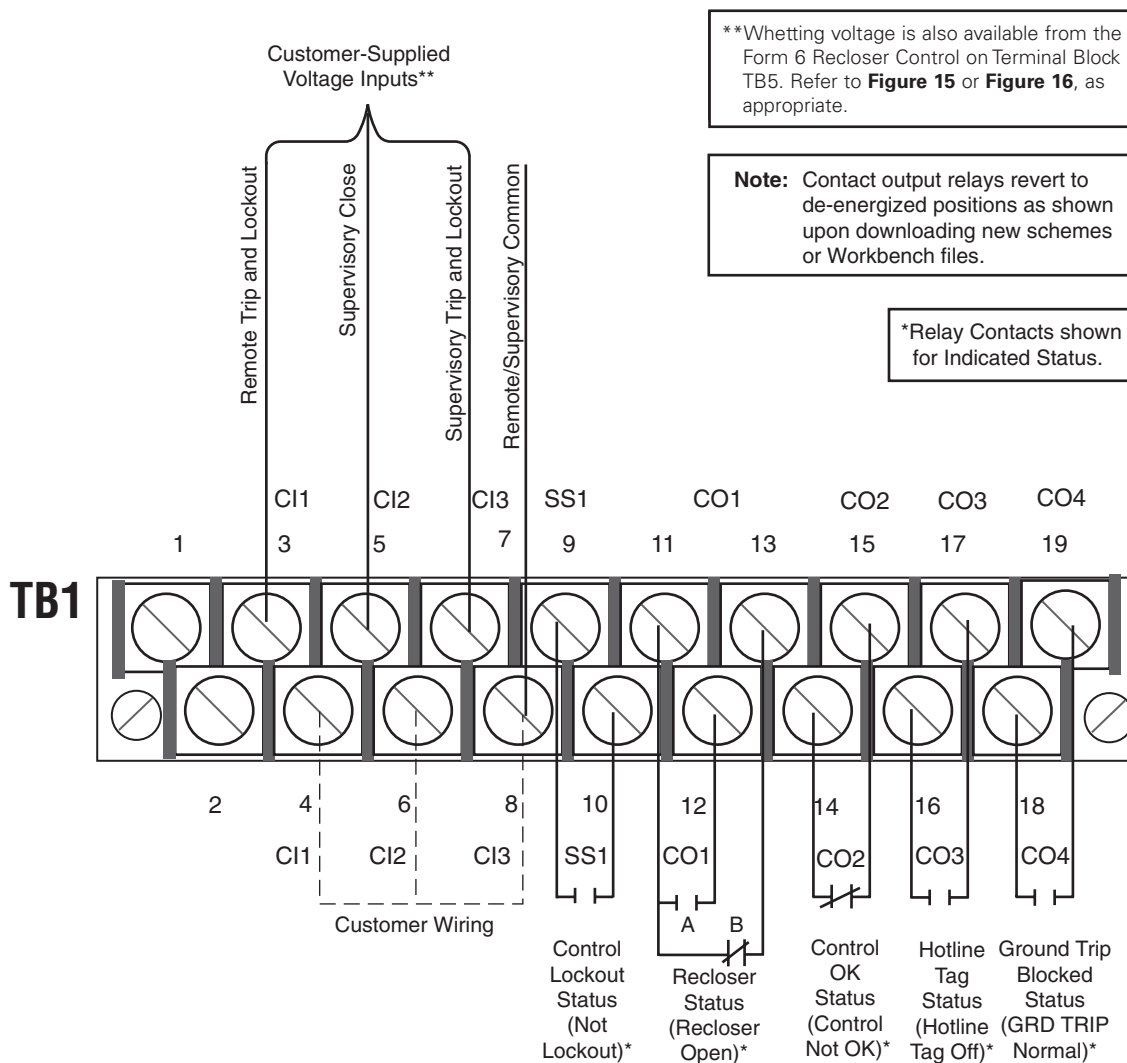 Customer-Supplied
Voltage Inputs**
**Whetting voltage is also available from the
Form 6 Recloser Control on Terminal Block
TB5. Refer to Figure 15 or Figure 16, as
appropriate.
Note: Contact output relays revert to
de-energized positions as shown
upon downloading new schemes
or Workbench files.
*Relay Contacts shown
for Indicated Status.
Remote Trip and Lockout
Supervisory Close
Supervisory Trip and Lockout
Remote/Supervisory Common
CI1 CI2 CI3 SS1 CO1 CO2 CO3 CO4
1 3 5 7 9 11 13 15 17 19
TB1
2 4 6 8 10 12 14 16 18
CI1 CI2 CI3 SS1 CO1 CO2 CO3 CO4
Customer Wiring
A B
Control
Lockout
Status
(Not
Lockout)*
Recloser
Status
(Recloser
Open)*
Control
OK
Status
(Control
Not OK)*
Hotline
Tag
Status
(Hotline
Tag Off)*
Ground Trip
Blocked
Status
(GRD TRIP
Normal)*